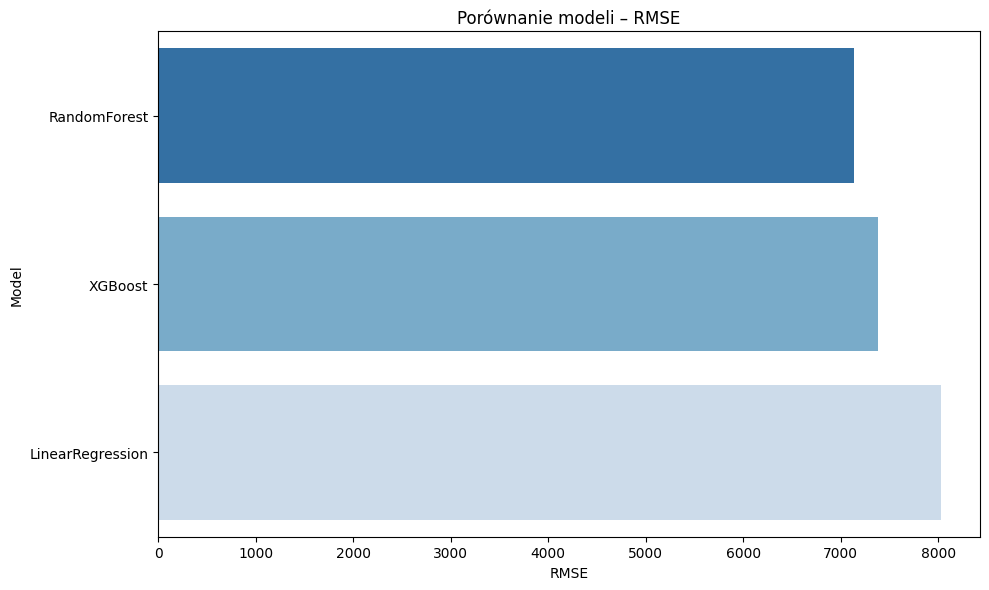 Porównanie modeli – RMSE
Model
RandomForest
XGBoost
LinearRegression
0 1000 2000 3000 4000 5000 6000 7000 8000
RMSE